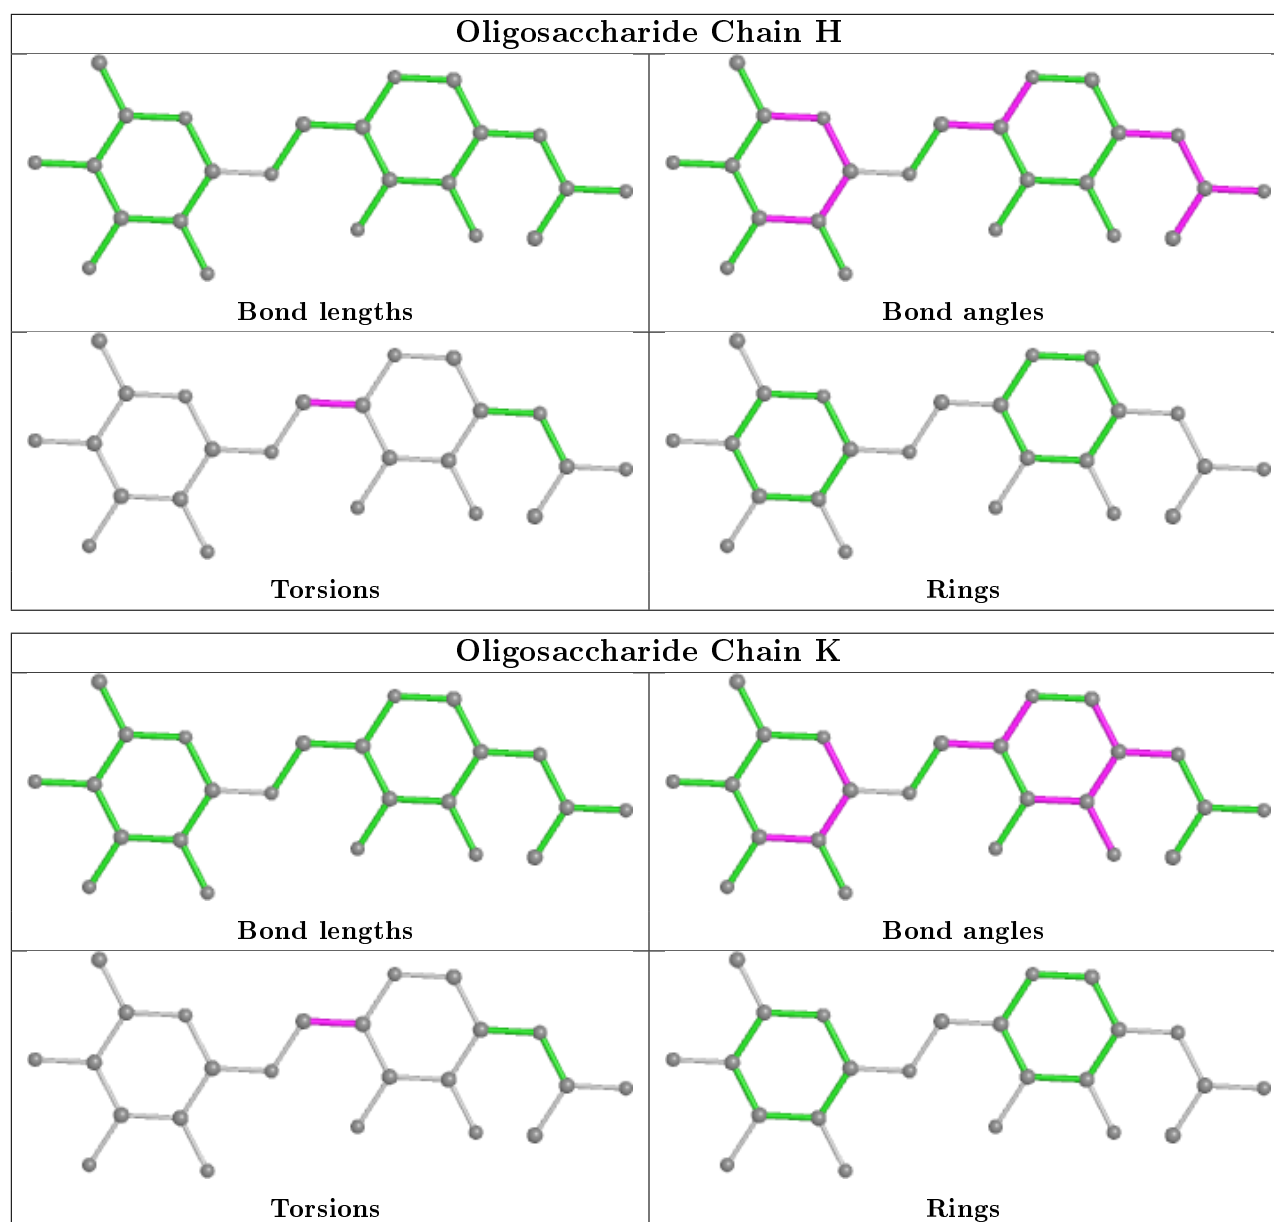 Oligosaccharide Chain H
Bond lengths
Bond angles
Torsions
Rings
Oligosaccharide Chain K
Bond lengths
Bond angles
Torsions
Rings